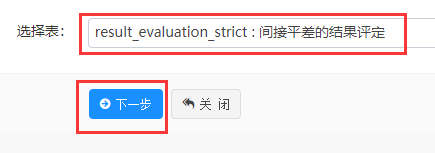 选择表： result_evaluation_strict : 间接平差的结果评定
下一步 关 闭